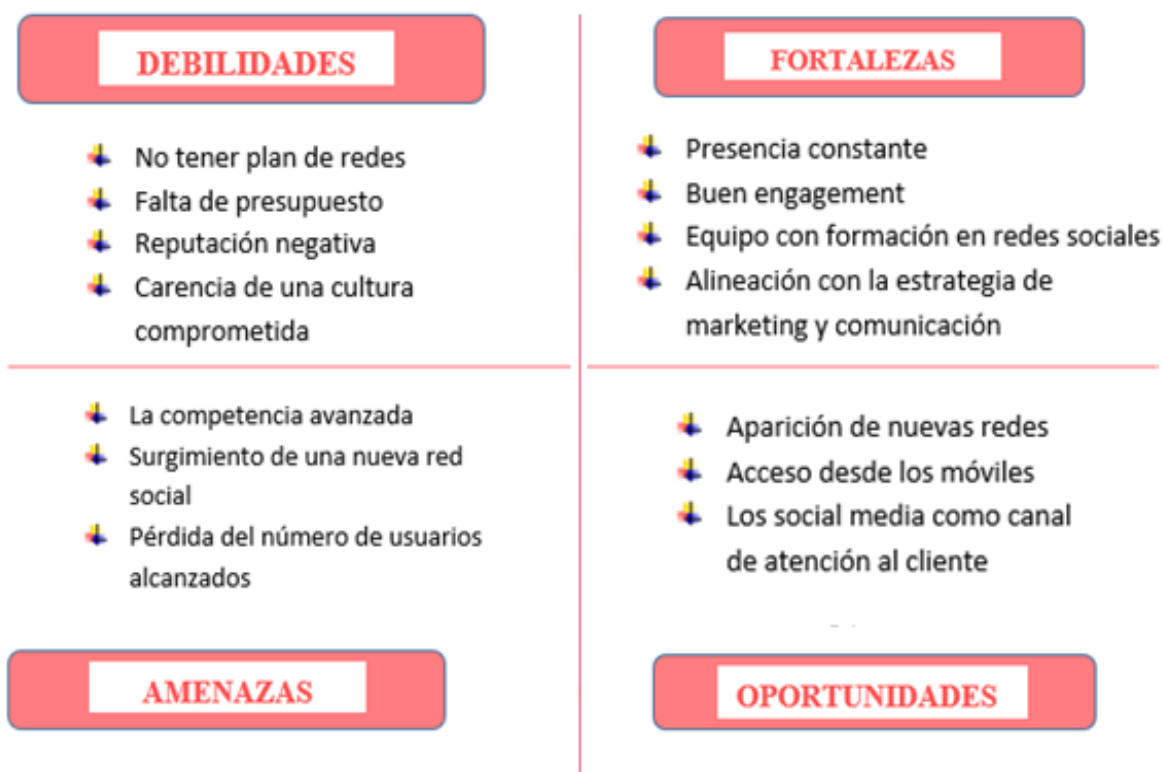 DEBILIDADES
No tener plan de redes
Falta de presupuesto
Reputación negativa
Carencia de una cultura
comprometida
FORTALEZAS
Presencia constante
Buen engagement
Equipo con formación en redes sociales
Alineación con la estrategia de
marketing y comunicación
La competencia avanzada
Surgimiento de una nueva red
social
Pérdida del número de usuarios
alcanzados
AMENAZAS
Aparición de nuevas redes
Acceso desde los móviles
Los social media como canal
de atención al cliente
OPORTUNIDADES